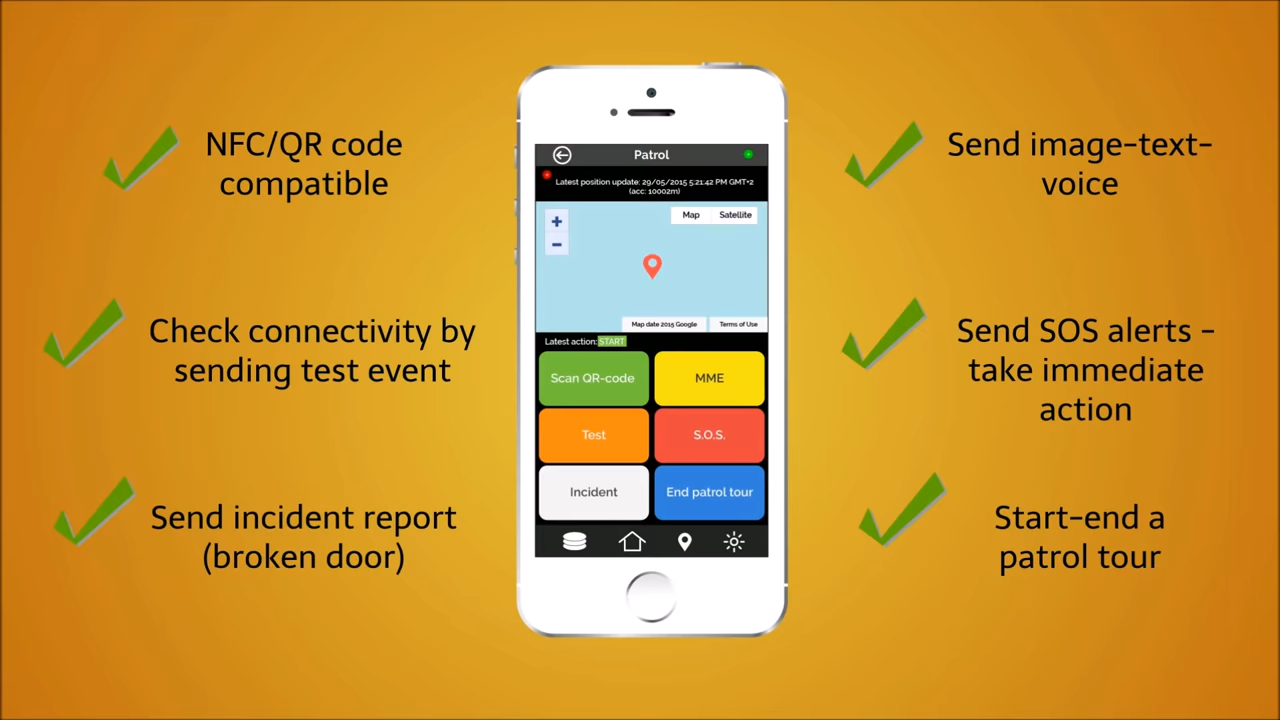 NFC/QR code
compatible
Check connectivity by
sending test event
Send incident report
(broken door)
Patrol
Latest position update: 29/05/2015 5:21:42 PM GMT+2
(acc: 10002m)
+
Map Satellite
−
Map date 2015 Google Terms of Use
Latest action: START
Scan QR-code MME
Test S.O.S.
Incident End patrol tour
Send image-text-
voice
Send SOS alerts -
take immediate
action
Start-end a
patrol tour